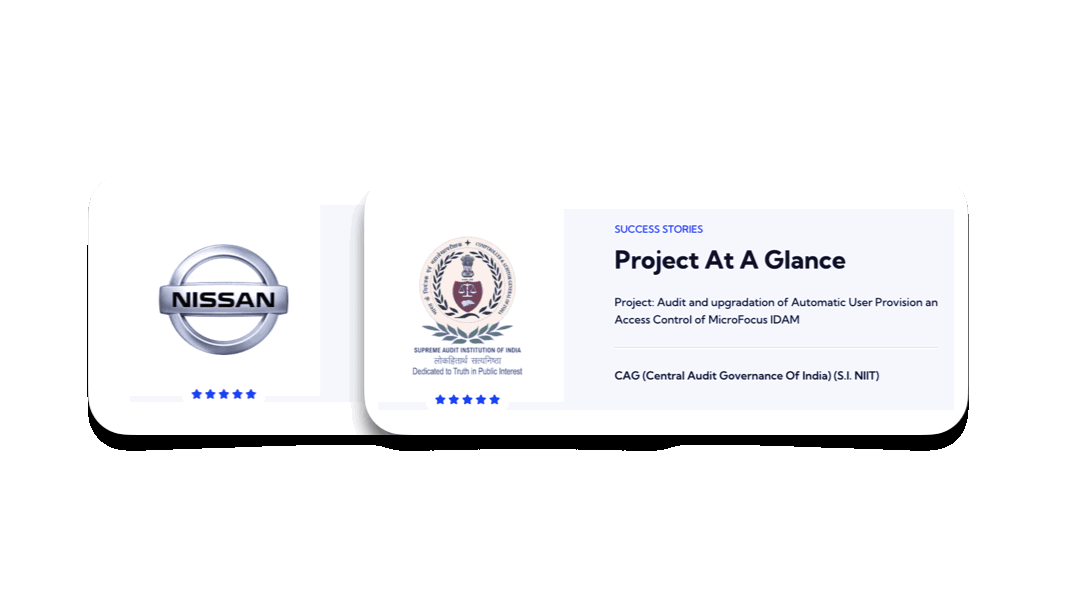 NISSAN
SUPREME AUDIT INSTITUTION OF INDIA
लोकहितार्थ सत्यनिष्ठा
Dedicated to Truth in Public Interest
SUCCESS STORIES
Project At A Glance
Project: Audit and upgradation of Automatic User Provision an
Access Control of MicroFocus IDAM
CAG (Central Audit Governance Of India) (S.I. NIIT)